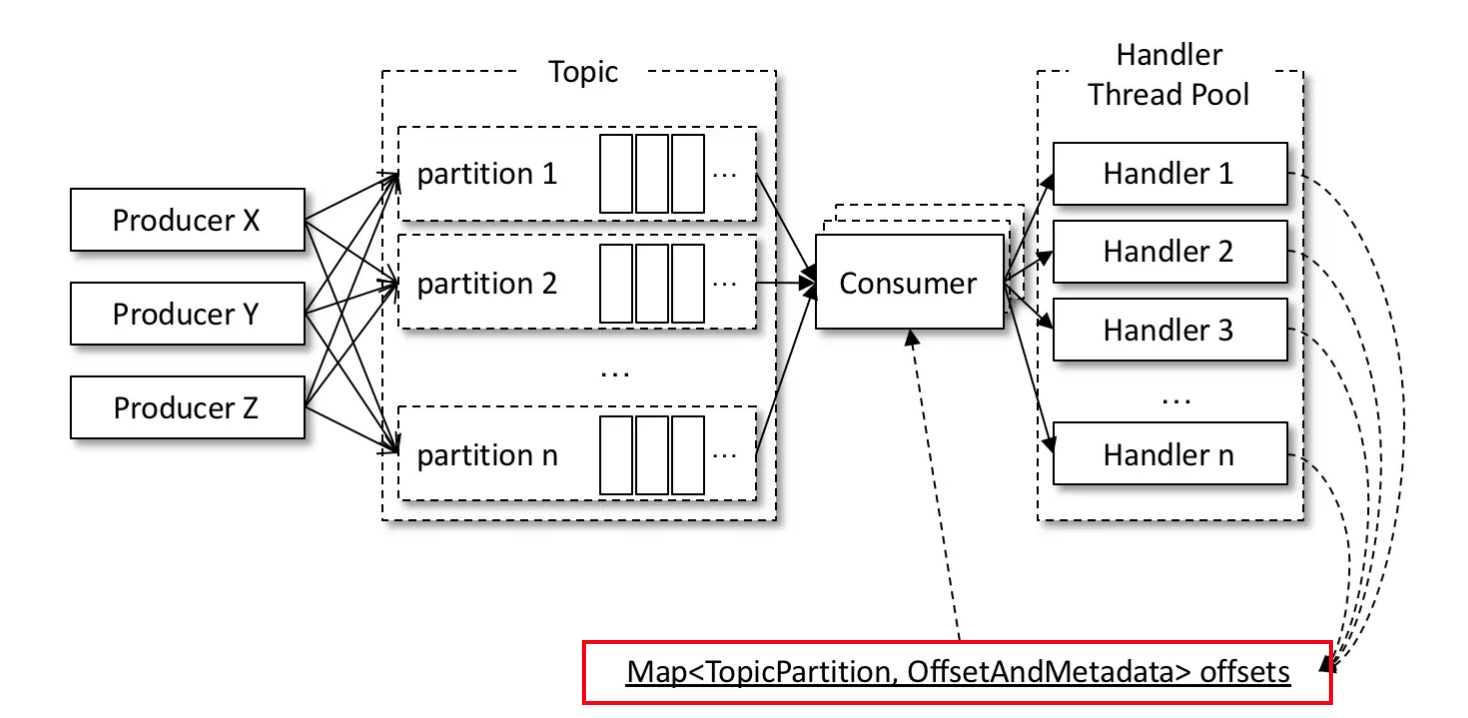 Topic
Handler
Thread Pool
partition 1
...
Handler 1
Producer X
Handler 2
partition 2
...
Consumer
Producer Y
Handler 3
...
...
Producer Z
partition n
...
Handler n
Map<TopicPartition, OffsetAndMetadata> offsets